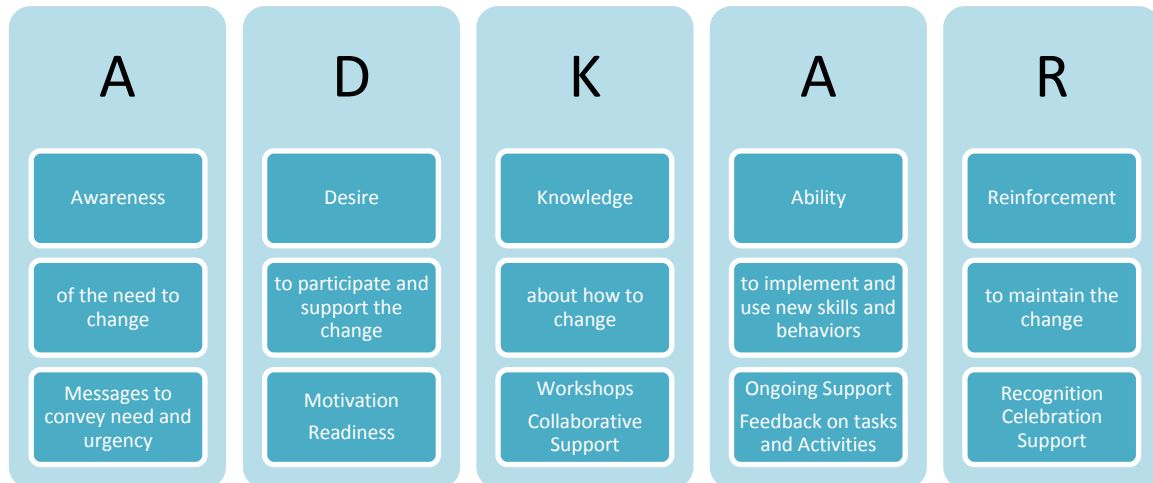 A
Awareness
of the need to
change
Messages to
convey need and
urgency
D
Desire
to participate and
support the
change
Motivation
Readiness
K
Knowledge
about how to
change
Workshops
Collaborative
Support
A
Ability
to implement and
use new skills and
behaviors
Ongoing Support
Feedback on tasks
and Activities
R
Reinforcement
to maintain the
change
Recognition
Celebration
Support